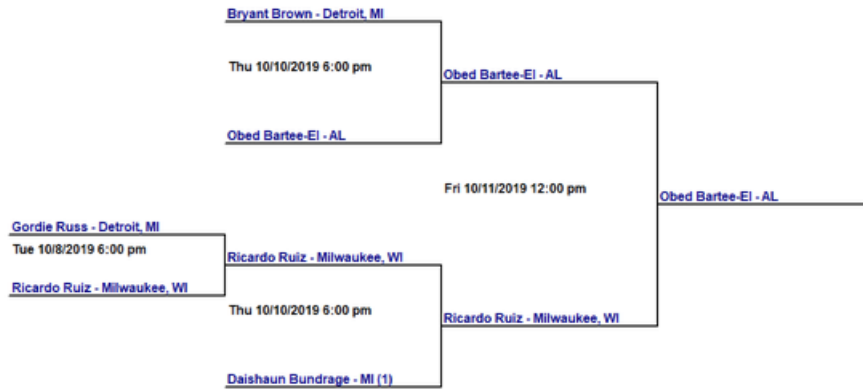 Bryant Brown - Detroit, MI
Thu 10/10/2019 6:00 pm
Obed Bartee-El - AL
Obed Bartee-El - AL
Fri 10/11/2019 12:00 pm
Obed Bartee-El - AL
Gordie Russ - Detroit, MI
Tue 10/8/2019 6:00 pm
Ricardo Ruiz - Milwaukee, WI
Ricardo Ruiz - Milwaukee, WI
Thu 10/10/2019 6:00 pm
Ricardo Ruiz - Milwaukee, WI
Daishaun Bundrage - MI (1)